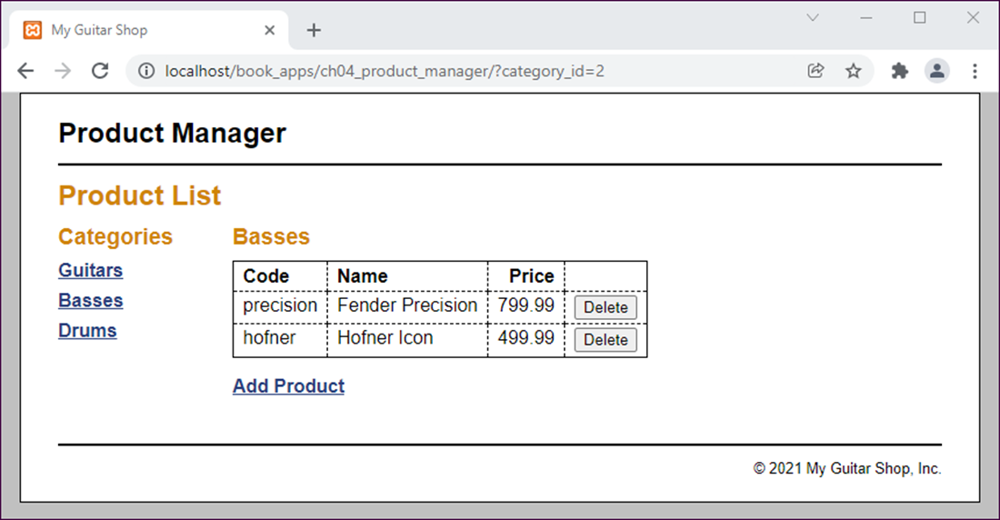 My Guitar Shop
localhost/book_apps/ch04_product_manager/?category_id=2
Product Manager
Product List
Categories
Guitars
Basses
Drums
Basses
Code Name Price
precision Fender Precision 799.99 Delete
hofner Hofner Icon 499.99 Delete
Add Product
© 2021 My Guitar Shop, Inc.